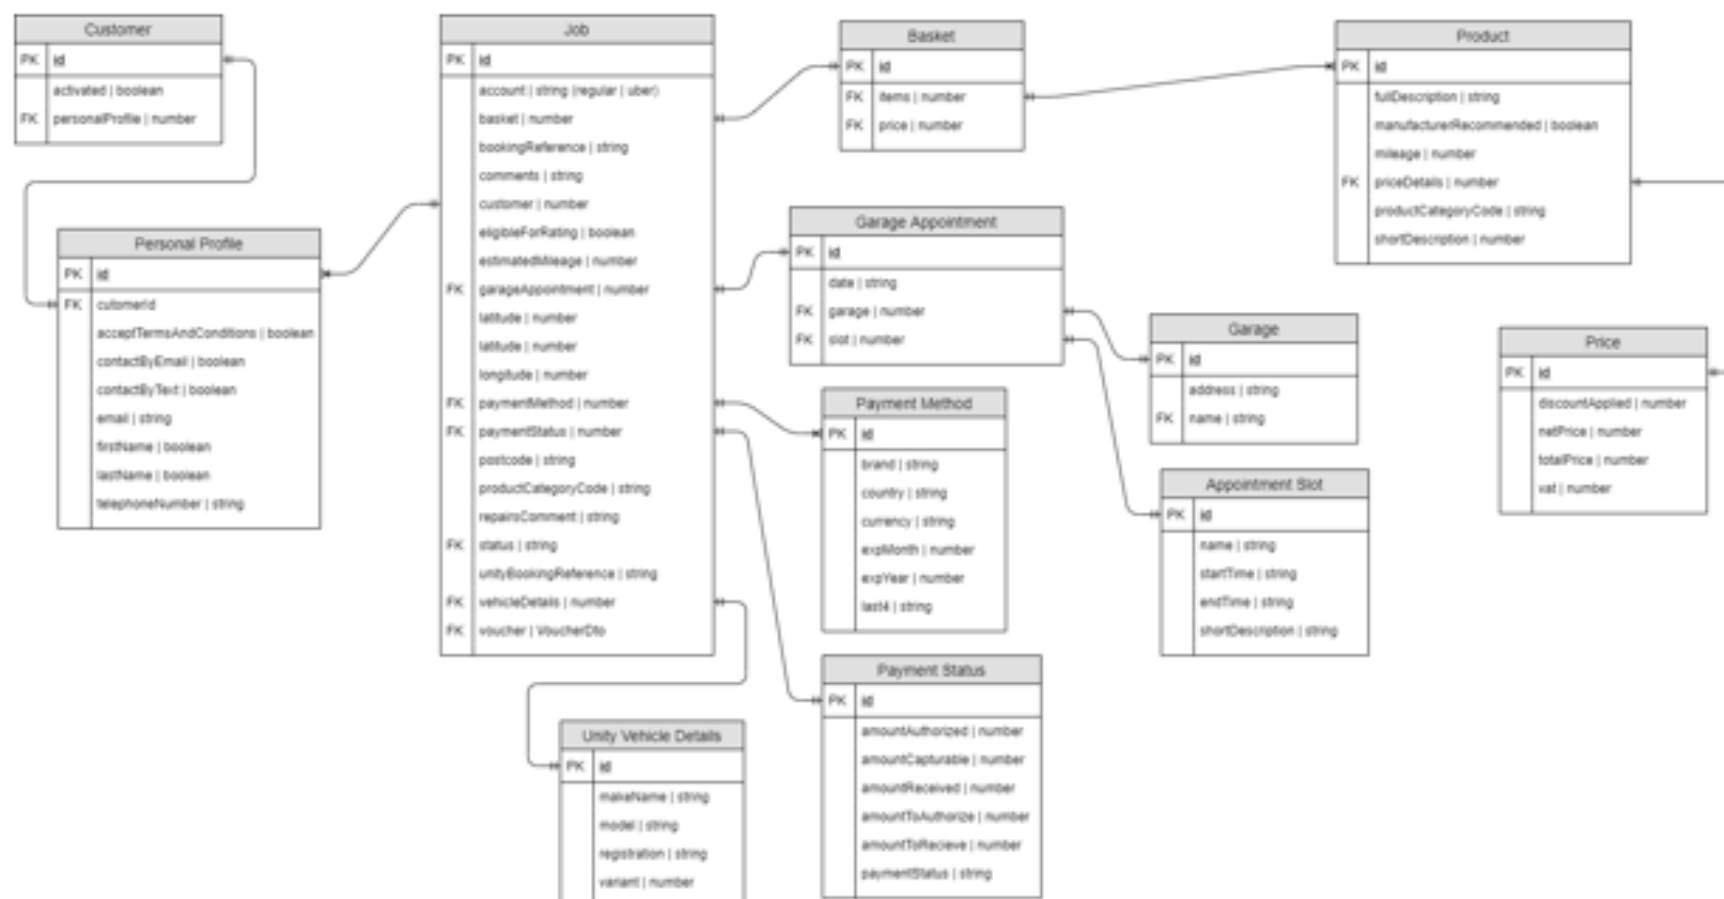 Customer
PK id
activated | boolean
FK personalProfile | number
Personal Profile
PK id
FK cutomerId
acceptTermsAndConditions | boolean
contactByEmail | boolean
contactByText | boolean
email | string
firstName | boolean
lastName | boolean
telephoneNumber | string
Job
PK id
account | string (regular | uber)
basket | number
bookingReference | string
comments | string
customer | number
eligibleForRating | boolean
estimatedMileage | number
FK garageAppointment | number
latitude | number
latitude | number
longitude | number
FK paymentMethod | number
FK paymentStatus | number
postcode | string
productCategoryCode | string
repairsComment | string
FK status | string
unityBookingReference | string
FK vehicleDetails | number
FK voucher | VoucherDto
Unity Vehicle Details
PK id
makeName | string
model | string
registration | string
variant | number
Basket
PK id
FK items | number
FK price | number
Garage Appointment
PK id
date | string
FK garage | number
FK slot | number
Payment Method
PK id
brand | string
country | string
currency | string
expMonth | number
expYear | number
last4 | string
Payment Status
PK id
amountAuthorized | number
amountCapturable | number
amountReceived | number
amountToAuthorize | number
amountToRecieve | number
paymentStatus | string
Garage
PK id
address | string
FK name | string
Appointment Slot
PK id
name | string
startTime | string
endTime | string
shortDescription | string
Product
PK id
fullDescription | string
manufacturerRecommended | boolean
mileage | number
FK priceDetails | number
productCategoryCode | string
shortDescription | number
Price
PK id
discountApplied | number
netPrice | number
totalPrice | number
vat | number